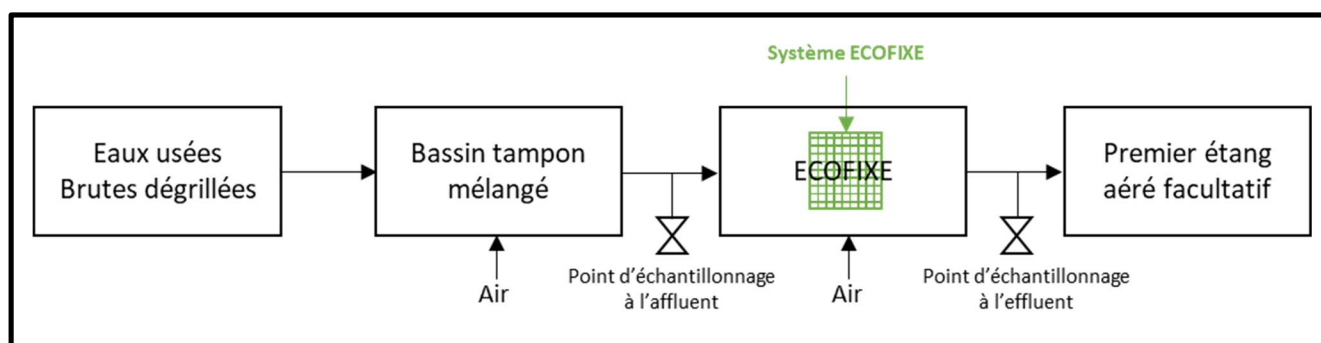 Système ECOFIXE
Eaux usées
Brutes dégrillées
Bassin tampon
mélangé
ECOFIXE
Premier étang
aéré facultatif
Air
Point d'échantillonnage
à l'affluent
Air
Point d'échantillonnage
à l'effluent